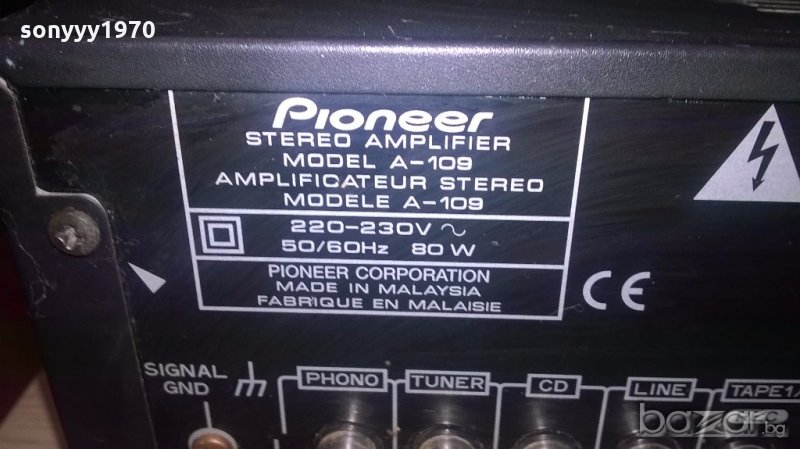 sonyyy1970
Pioneer
STEREO AMPLIFIER
MODEL A-109
AMPLIFICATEUR STEREO
MODELE A-109
220-230V ~
50/60Hz 80 W
PIONEER CORPORATION
MADE IN MALAYSIA
FABRIQUE EN MALAISIE
CE
SIGNAL
GND
PHONO
TUNER
CD
LINE
TAPE1/
bazar.bg